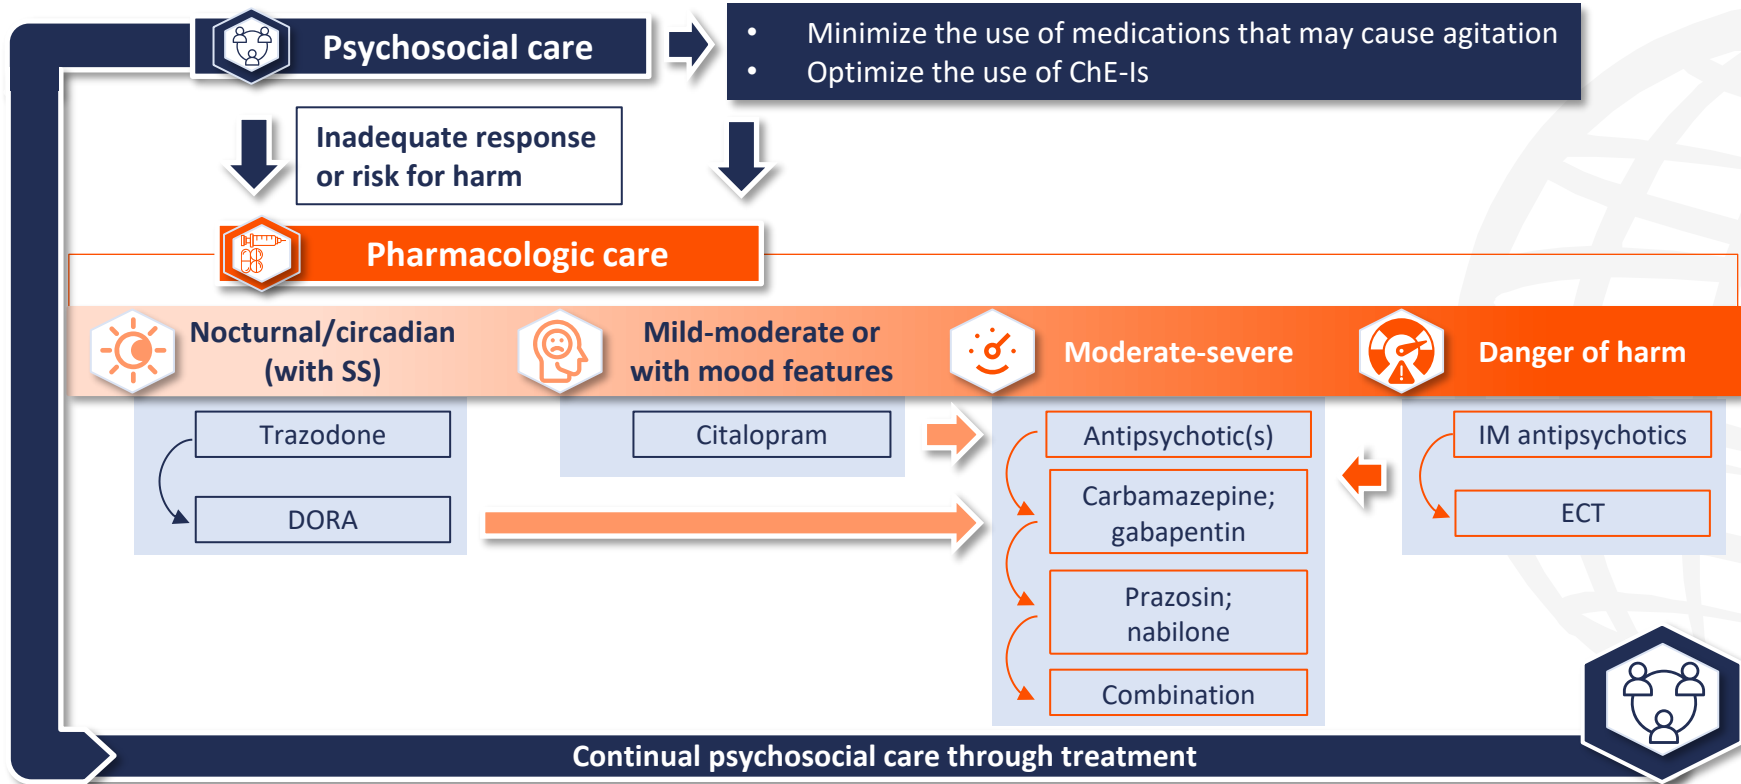 Psychosocial care
• Minimize the use of medications that may cause agitation
• Optimize the use of ChE-Is
Inadequate response
or risk for harm
Pharmacologic care
Nocturnal/circadian
(with SS)
Mild-moderate or
with mood features
Moderate-severe
Danger of harm
Trazodone
DORA
Citalopram
Antipsychotic(s)
Carbamazepine;
gabapentin
Prazosin;
nabilone
Combination
IM antipsychotics
ECT
Continual psychosocial care through treatment